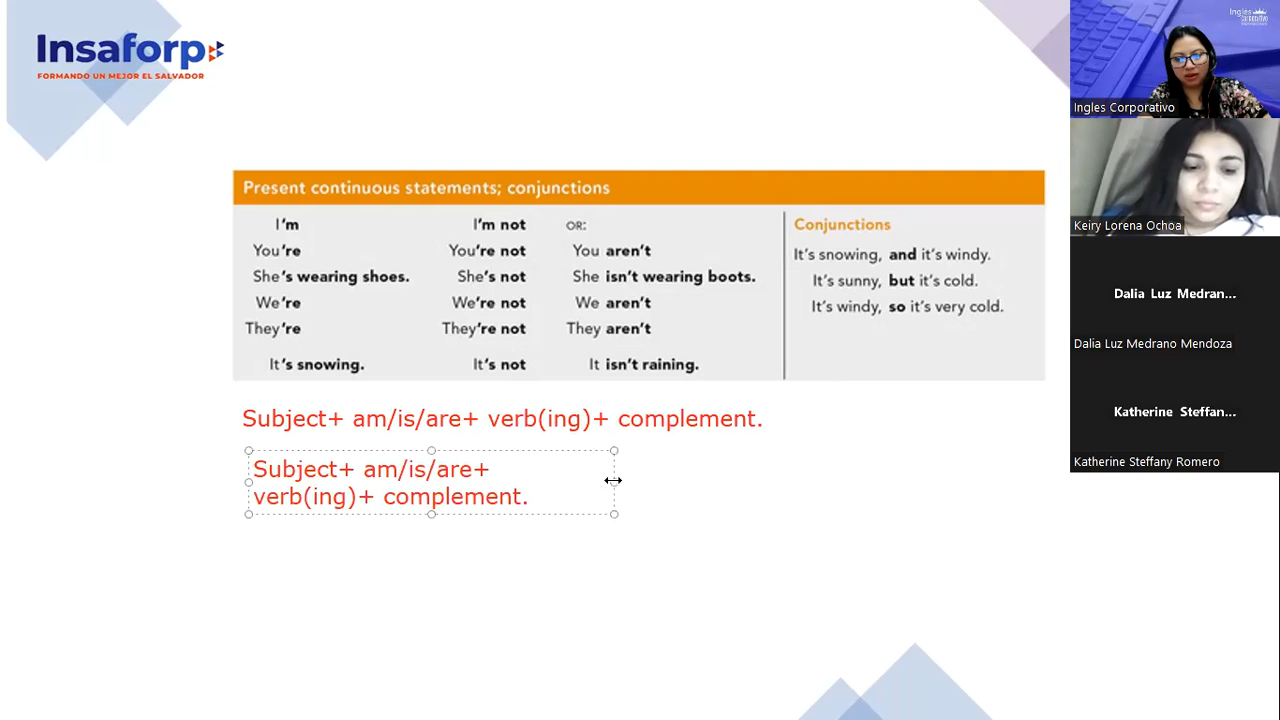 Insaforp
FORMANDO UN MEJOR EL SALVADOR
Present continuous statements; conjunctions
I'm I'm not OR: Conjunctions
You're You're not You aren't It's snowing, and it's windy.
She's wearing shoes. She's not She isn't wearing boots. It's sunny, but it's cold.
We're We're not We aren't It's windy, so it's very cold.
They're They're not They aren't
It's snowing. It's not It isn't raining.
Subject+ am/is/are+ verb(ing)+ complement.
Subject+ am/is/are+
verb(ing)+ complement.
Ingles
Ingles Corporativo
Keiry Lorena Ochoa
Dalia Luz Medran...
Dalia Luz Medrano Mendoza
Katherine Steffan...
Katherine Steffany Romero